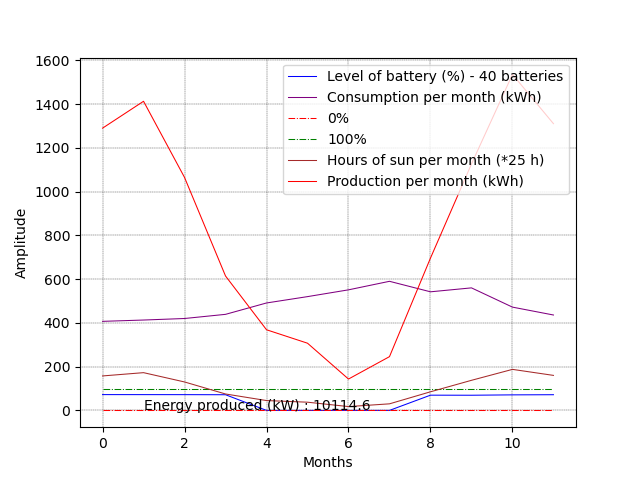 1600
1400
1200
1000
800
600
400
200
0
Amplitude
Level of battery (%) - 40 batteries
Consumption per month (kWh)
0%
100%
Hours of sun per month (*25 h)
Production per month (kWh)
Energy produced (kW) : 10114.6
0 2 4 6 8 10
Months